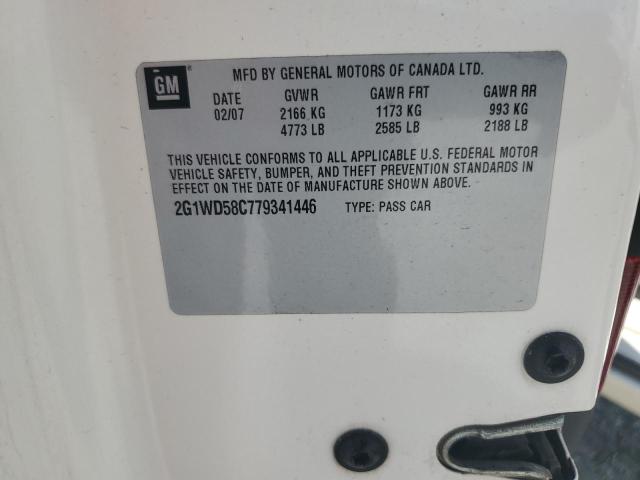 GM®
MFD BY GENERAL MOTORS OF CANADA LTD.
DATE GVWR GAWR FRT GAWR RR
02/07 2166 KG 1173 KG 993 KG
4773 LB 2585 LB 2188 LB
THIS VEHICLE CONFORMS TO ALL APPLICABLE U.S. FEDERAL MOTOR
VEHICLE SAFETY, BUMPER, AND THEFT PREVENTION STANDARDS IN
EFFECT ON THE DATE OF MANUFACTURE SHOWN ABOVE.
2G1WD58C779341446 TYPE: PASS CAR